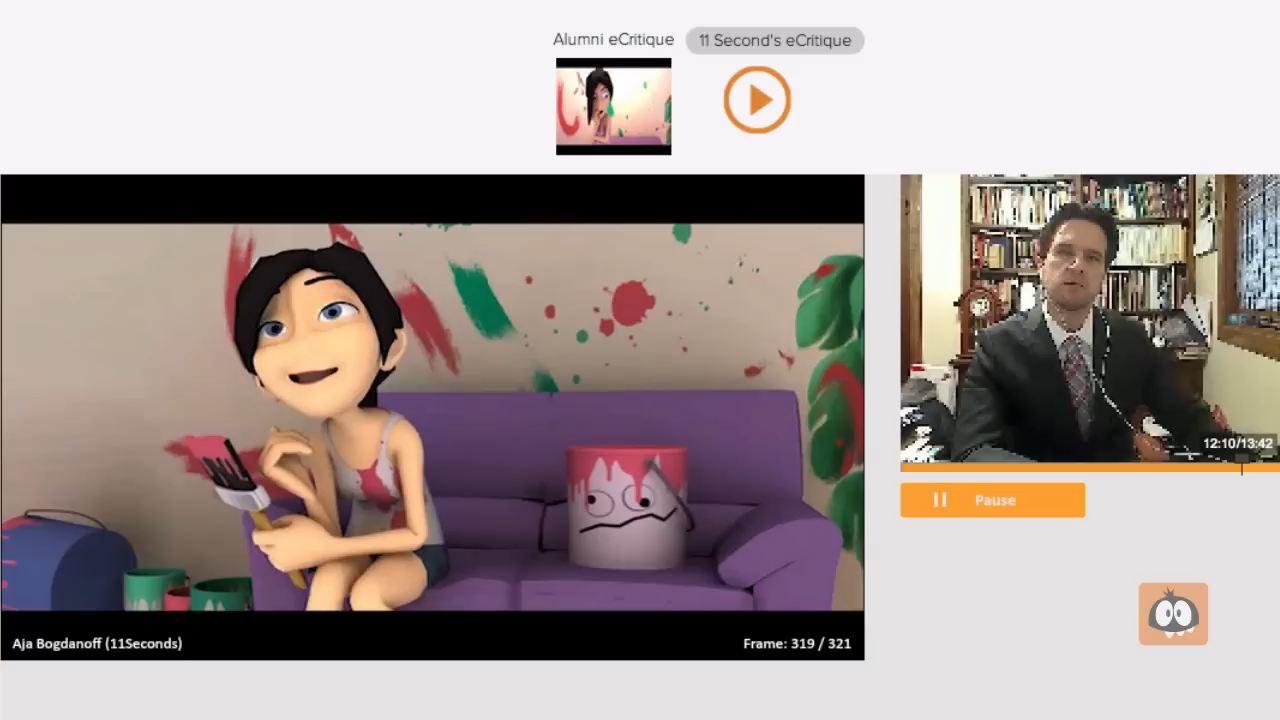 Alumni eCritique
11 Second's eCritique
12:10/13:42
Pause
Aja Bogdanoff (11Seconds)
Frame: 319 / 321